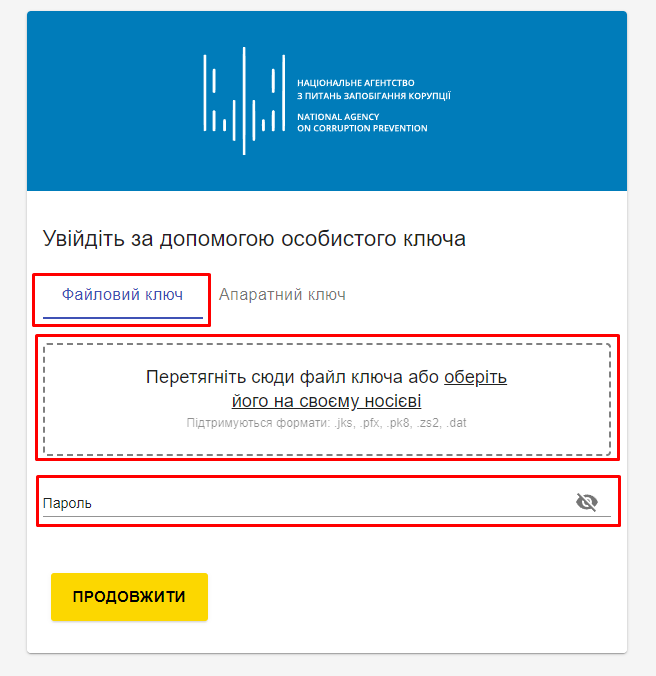 НАЦІОНАЛЬНЕ АГЕНТСТВО
З ПИТАНЬ ЗАПОБІГАННЯ КОРУПЦІЇ
NATIONAL AGENCY
ON CORRUPTION PREVENTION
Увійдіть за допомогою особистого ключа
Файловий ключ Апаратний ключ
Перетягніть сюди файл ключа або оберіть
його на своєму носієві
Підтримуються формати: .jks, .pfx, .pk8, .zs2, .dat
Пароль
ПРОДОВЖИТИ